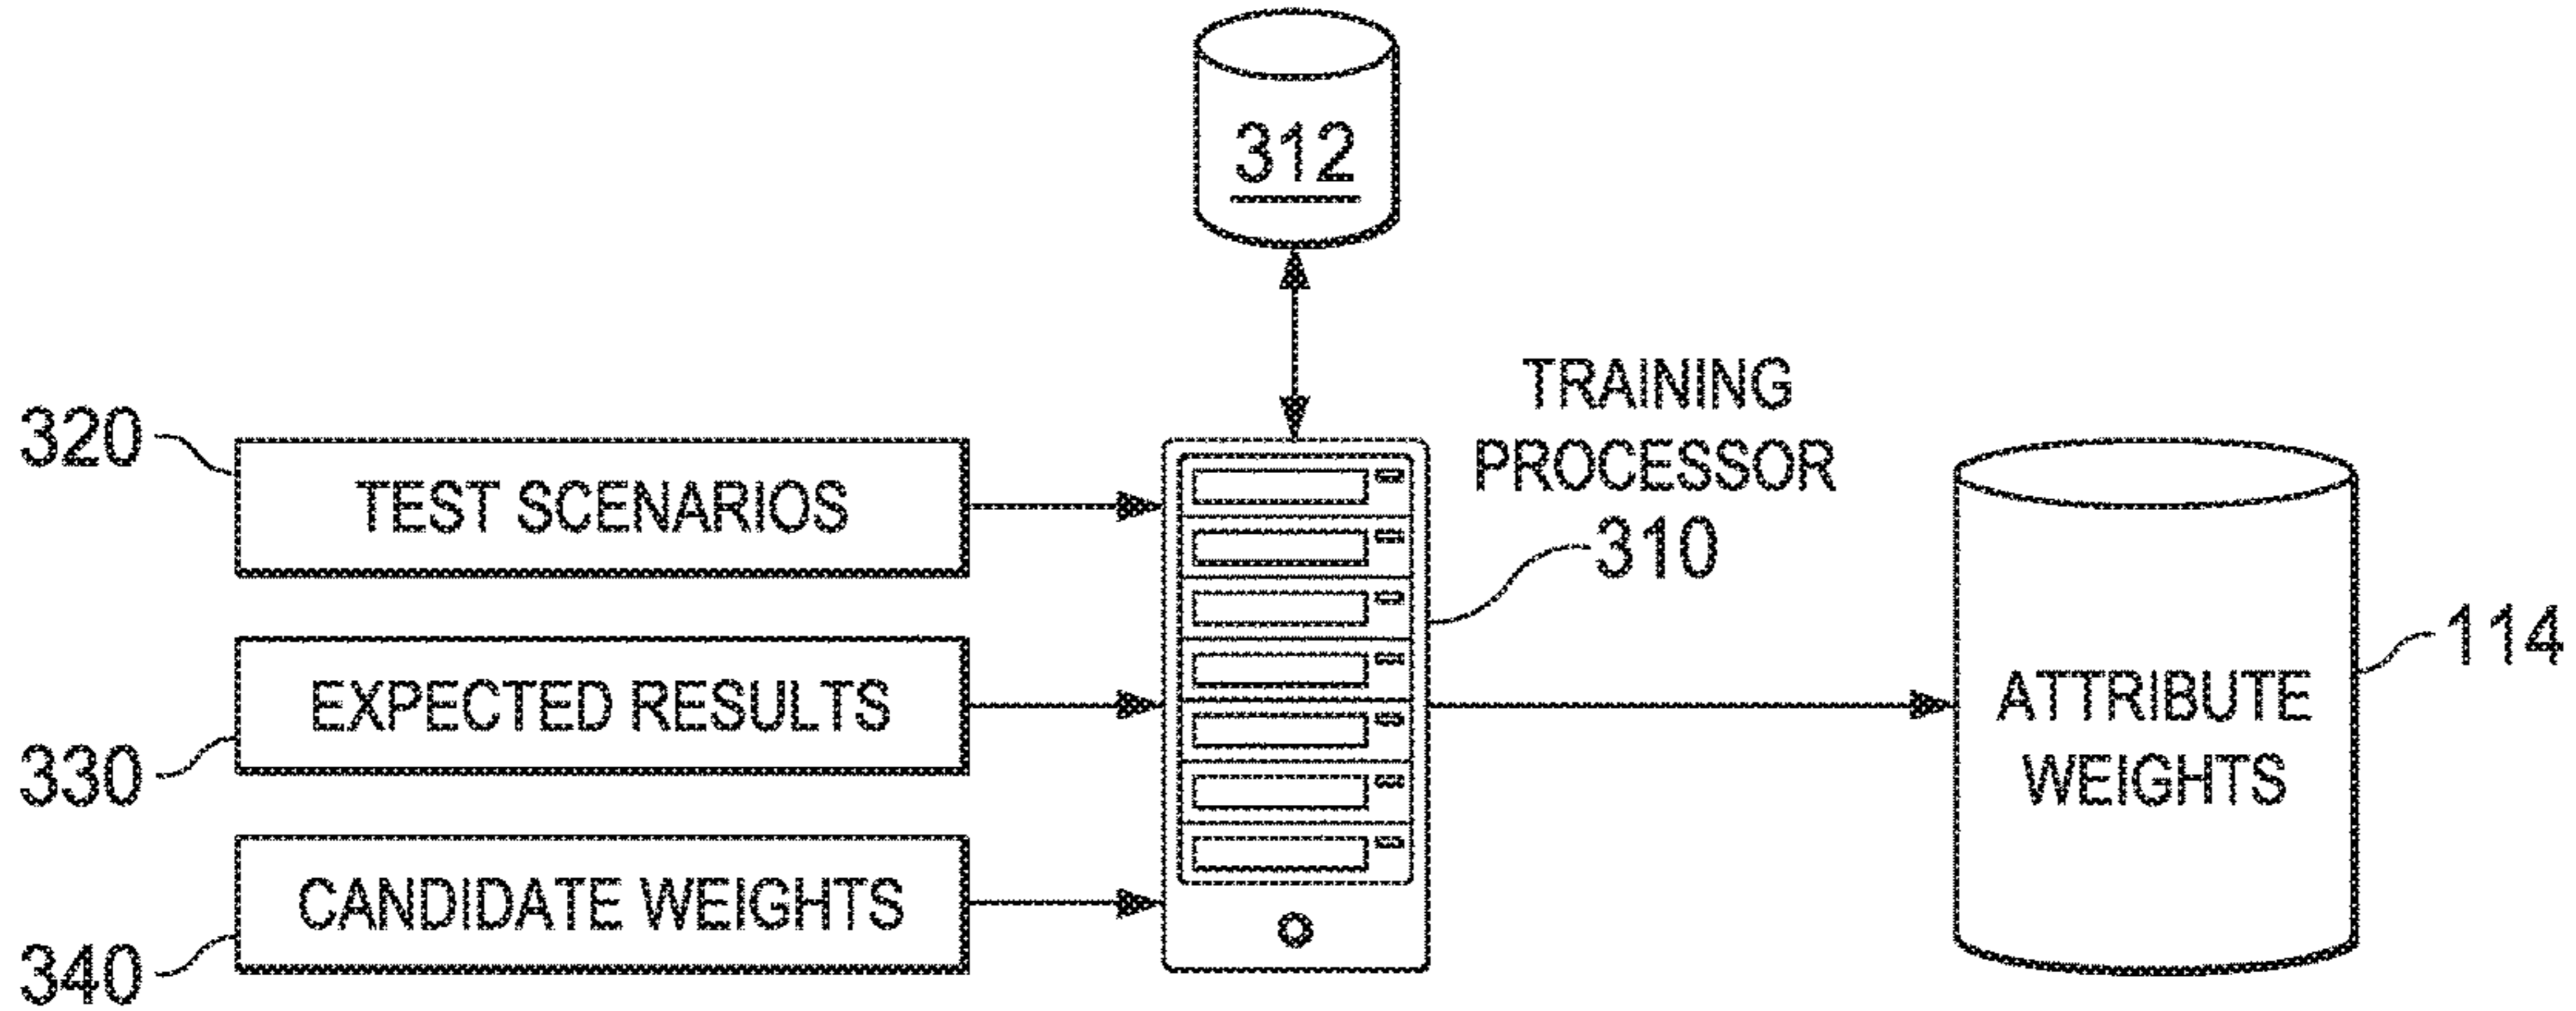 312
TRAINING
PROCESSOR
310
320
TEST SCENARIOS
330
EXPECTED RESULTS
340
CANDIDATE WEIGHTS
114
ATTRIBUTE
WEIGHTS